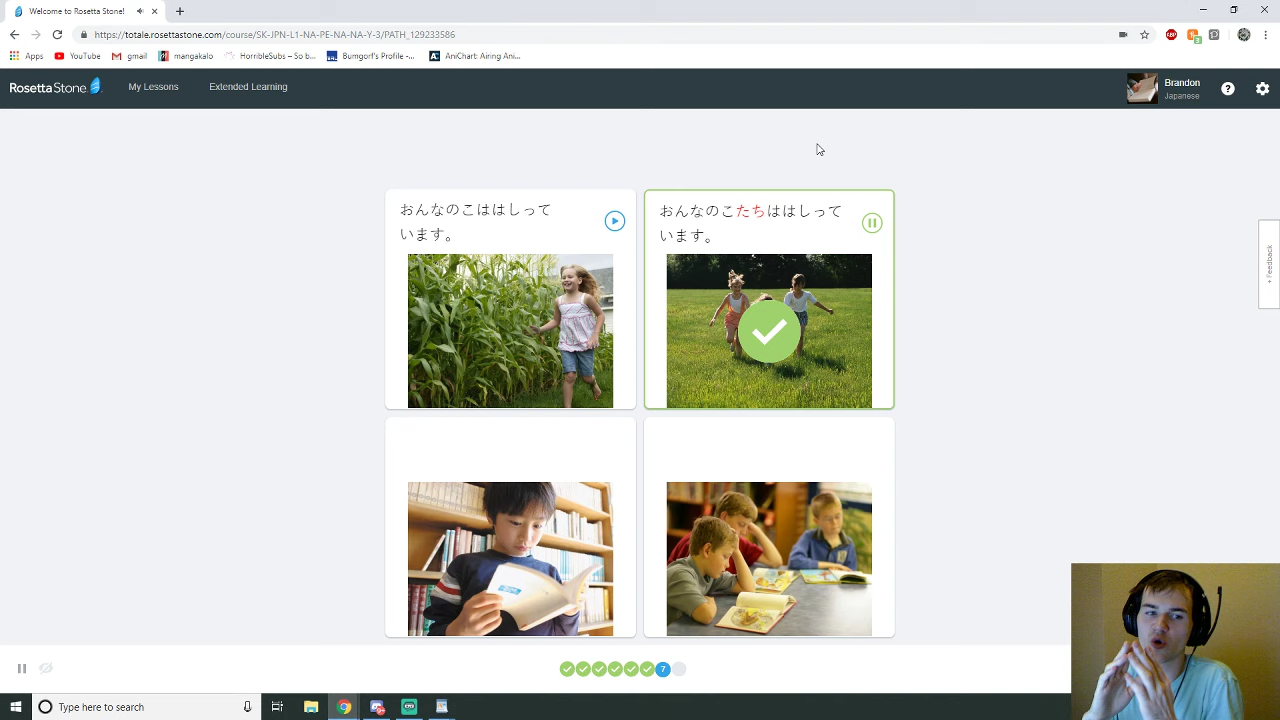 Welcome to Rosetta Stone!
https://totale.rosettastone.com/course/SK-JPN-L1-NA-PE-NA-NA-Y-3/PATH_129233586
Apps
YouTube
gmail
mangakalo
HorribleSubs – So b...
Bumgorf's Profile -...
AniChart: Airing Ani...
RosettaStone
My Lessons
Extended Learning
Brandon
Japanese
おんなのこははしって
います。
おんなのこたちははしって
います。
+ Feedback
7
Type here to search